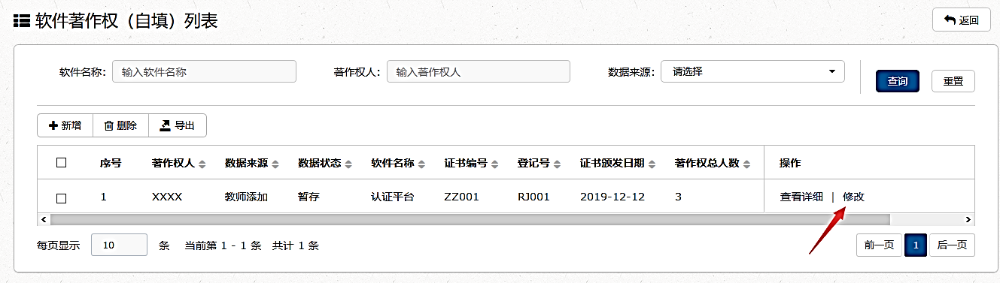 软件著作权（自填）列表
返回
软件名称： 输入软件名称 著作权人： 输入著作权人 数据来源： 请选择 查询 重置
新增 删除 导出
序号 著作权人 数据来源 数据状态 软件名称 证书编号 登记号 证书颁发日期 著作权总人数 操作
1 XXXX 教师添加 暂存 认证平台 ZZ001 RJ001 2019-12-12 3 查看详细 | 修改
每页显示 10 条 当前第 1 - 1 条 共计 1 条 前一页 1 后一页